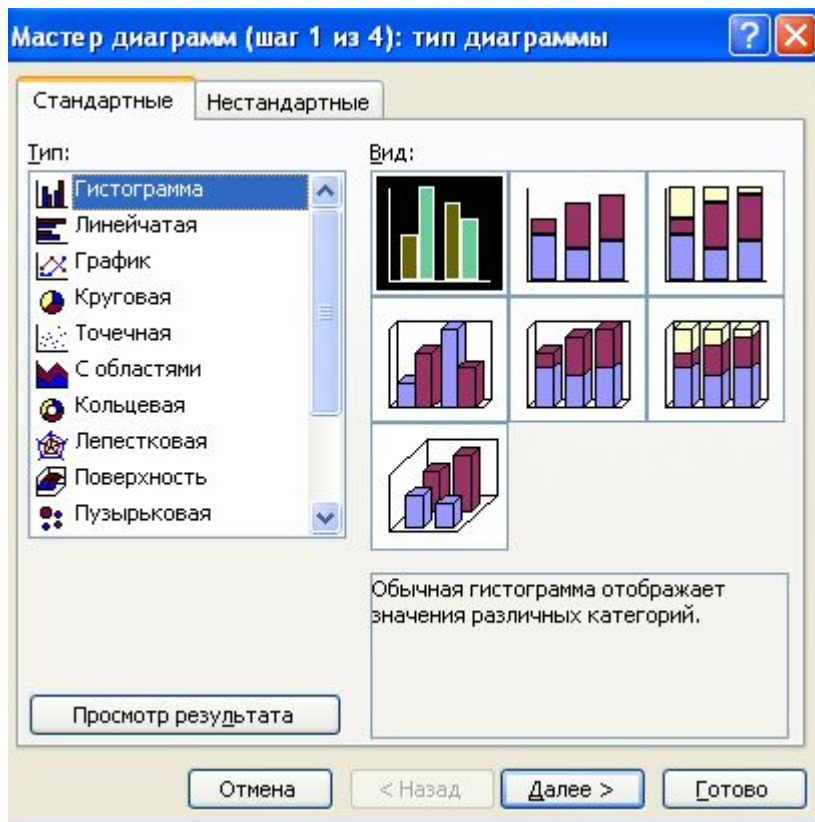 Мастер диаграмм (шаг 1 из 4): тип диаграммы
Стандартные
Нестандартные
Тип:
Гистограмма
Линейчатая
График
Круговая
Точечная
С областями
Кольцевая
Лепестковая
Поверхность
Пузырьковая
Вид:
Обычная гистограмма отображает
значения различных категорий.
Просмотр результата
Отмена
< Назад
Далее >
Готово